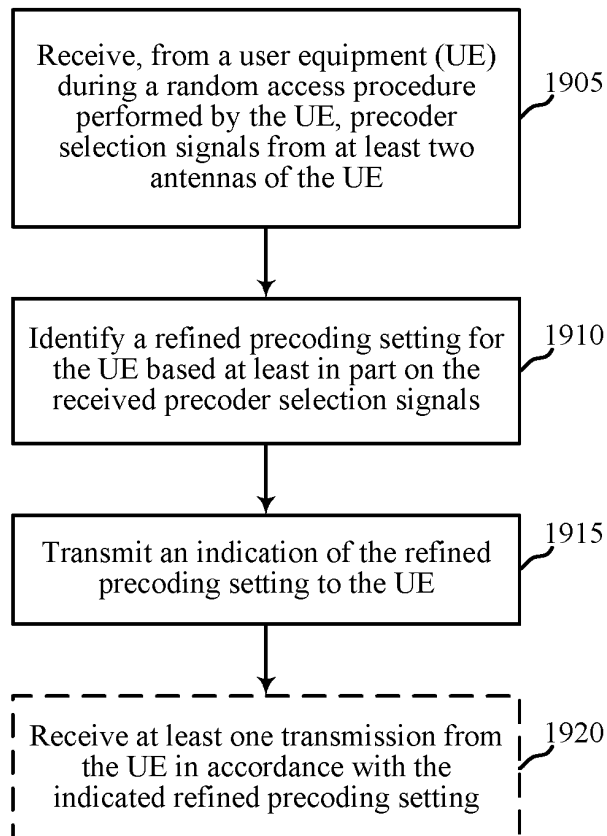 Receive, from a user equipment (UE)
during a random access procedure
performed by the UE, precoder
selection signals from at least two
antennas of the UE
1905
Identify a refined precoding setting for
the UE based at least in part on the
received precoder selection signals
1910
Transmit an indication of the refined
precoding setting to the UE
1915
Receive at least one transmission from
the UE in accordance with the
indicated refined precoding setting
1920